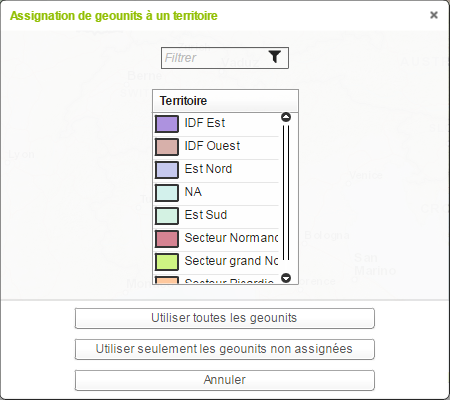 Assignation de geounits à un territoire
Filtrer
Territoire
IDF Est
IDF Ouest
Est Nord
NA
Est Sud
Secteur Normand
Secteur grand No
Secteur Picardie
Utiliser toutes les geounits
Utiliser seulement les geounits non assignées
Annuler